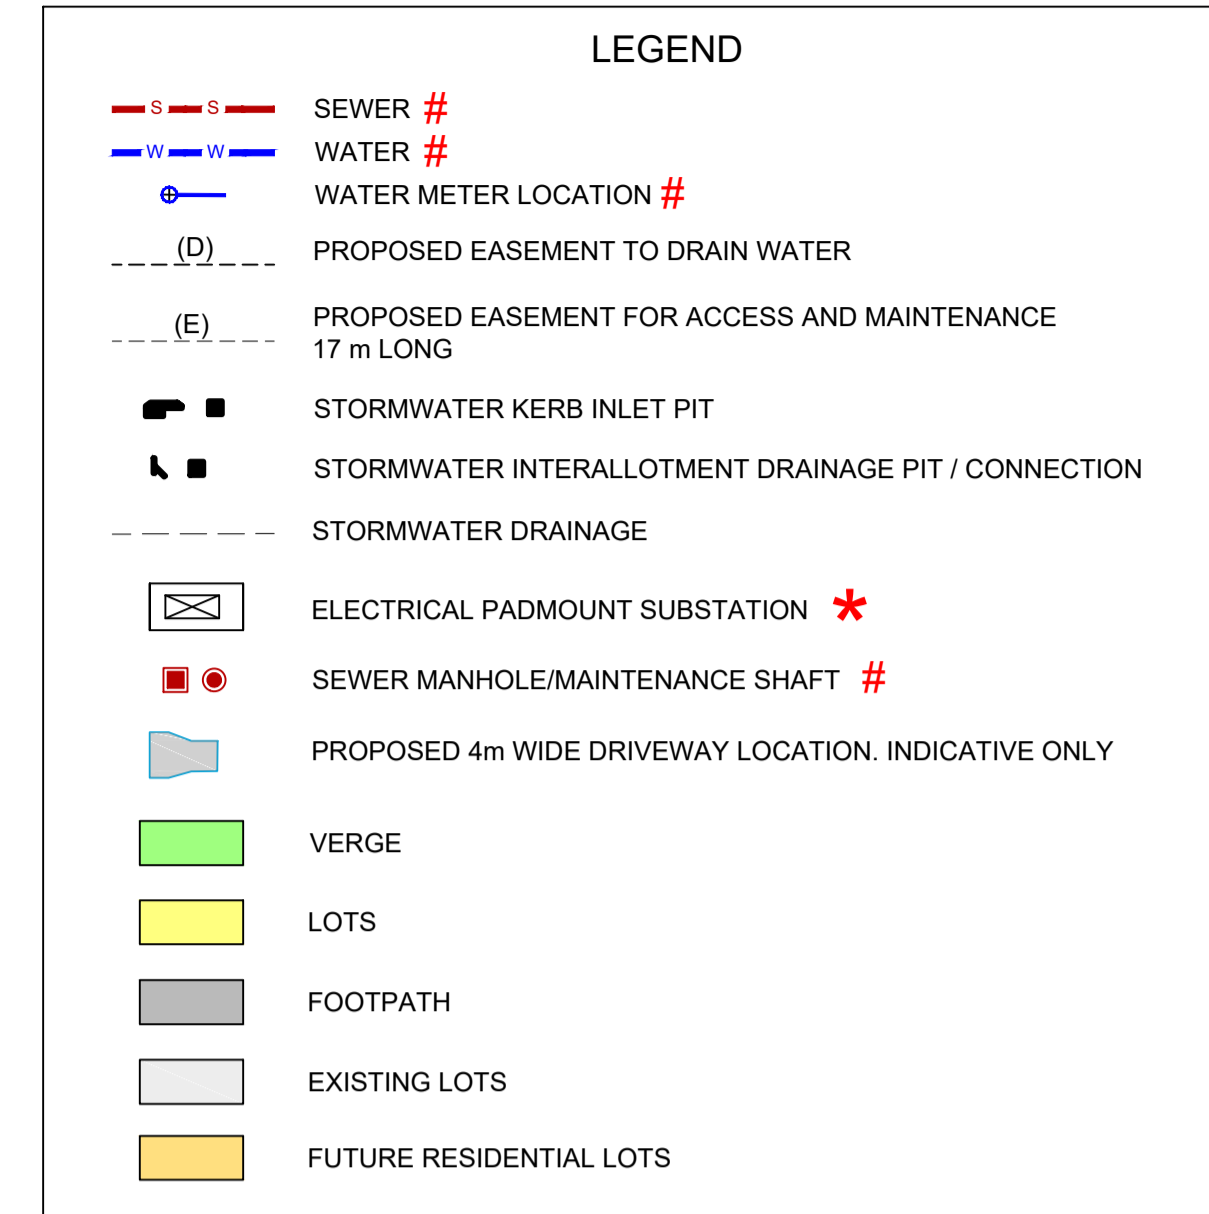 LEGEND
S S SEWER #
W W WATER #
WATER METER LOCATION #
(D) PROPOSED EASEMENT TO DRAIN WATER
(E) PROPOSED EASEMENT FOR ACCESS AND MAINTENANCE
17 m LONG
STORMWATER KERB INLET PIT
STORMWATER INTERALLOTMENT DRAINAGE PIT / CONNECTION
STORMWATER DRAINAGE
ELECTRICAL PADMOUNT SUBSTATION *
SEWER MANHOLE/MAINTENANCE SHAFT #
PROPOSED 4m WIDE DRIVEWAY LOCATION. INDICATIVE ONLY
VERGE
LOTS
FOOTPATH
EXISTING LOTS
FUTURE RESIDENTIAL LOTS